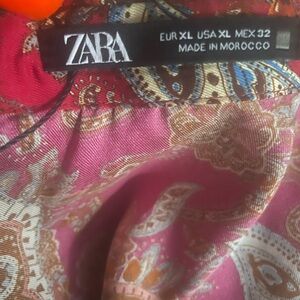 ZARA
EUR XL USA XL MEX 32
MADE IN MOROCCO